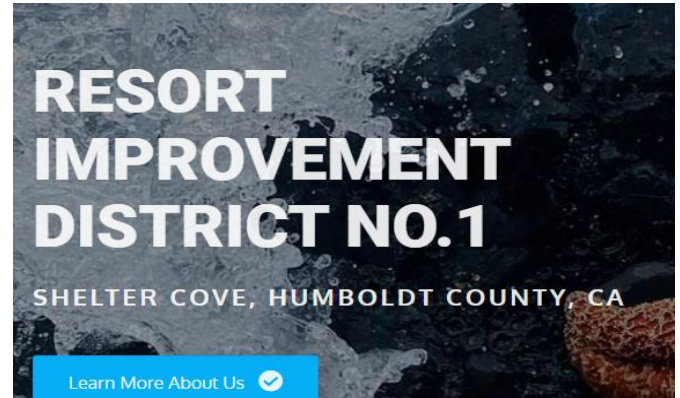 RESORT
IMPROVEMENT
DISTRICT NO.1
SHELTER COVE, HUMBOLDT COUNTY, CA
Learn More About Us